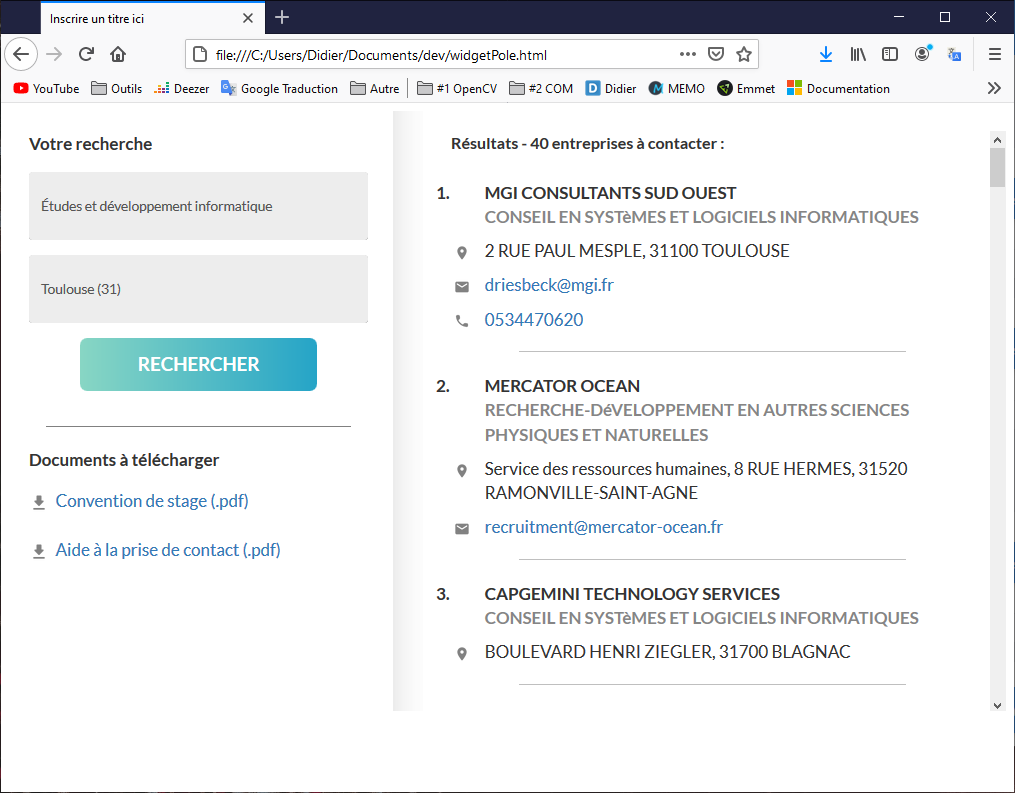 Inscrire un titre ici
file:///C:/Users/Didier/Documents/dev/widgetPole.html
YouTube Outils Deezer Google Traduction Autre #1 OpenCV #2 COM Didier MEMO Emmet Documentation
Votre recherche
Études et développement informatique
Toulouse (31)
RECHERCHER
Documents à télécharger
Convention de stage (.pdf)
Aide à la prise de contact (.pdf)
Résultats - 40 entreprises à contacter :
1. MGI CONSULTANTS SUD OUEST
CONSEIL EN SYSTèMES ET LOGICIELS INFORMATIQUES
2 RUE PAUL MESPLE, 31100 TOULOUSE
driesbeck@mgi.fr
0534470620
2. MERCATOR OCEAN
RECHERCHE-DéVELOPPEMENT EN AUTRES SCIENCES
PHYSIQUES ET NATURELLES
Service des ressources humaines, 8 RUE HERMES, 31520
RAMONVILLE-SAINT-AGNE
recruitment@mercator-ocean.fr
3. CAPGEMINI TECHNOLOGY SERVICES
CONSEIL EN SYSTèMES ET LOGICIELS INFORMATIQUES
BOULEVARD HENRI ZIEGLER, 31700 BLAGNAC